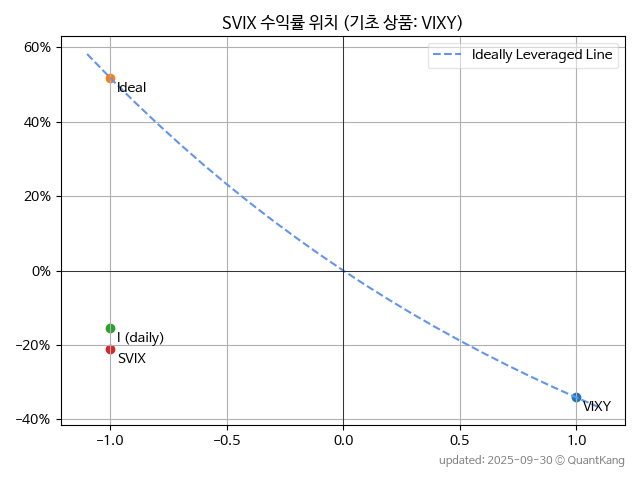 SVIX 수익률 위치 (기초 상품: VIXY)
60%
Ideally Leveraged Line
Ideal
40%
20%
0%
I (daily)
−20%
SVIX
VIXY
−40%
−1.0
−0.5
0.0
0.5
1.0
updated: 2025-09-30 © QuantKang